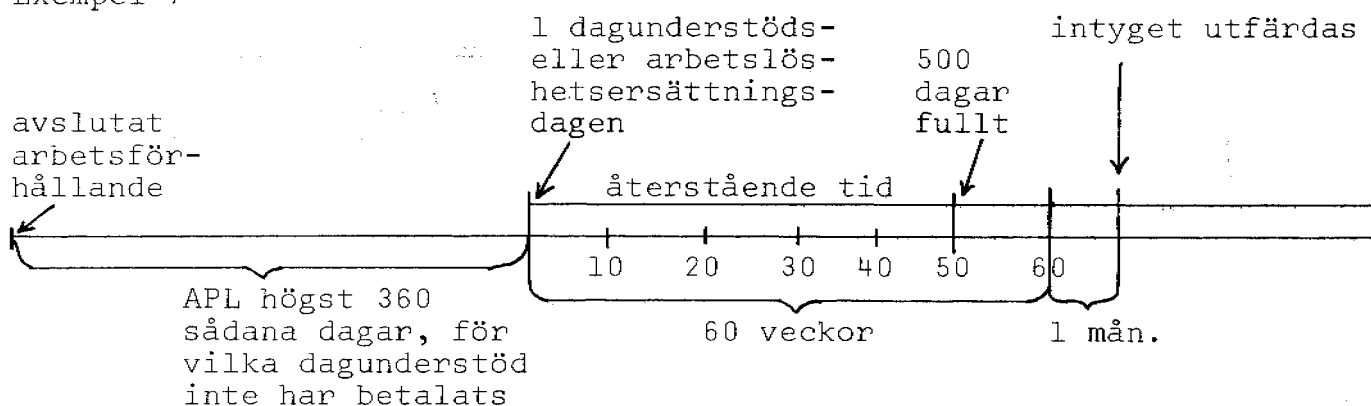 Exempel
1 dagunderstöds-
eller arbetslös-
hetsersättnings-
dagen
intyget utfärdas
500
dagar
fullt
avslutat
arbetsför-
hållande
återstående tid
10 20 30 40 50 60
APL högst 360
sådana dagar, för
vilka dagunderstöd
inte har betalats
60 veckor
1 mån.